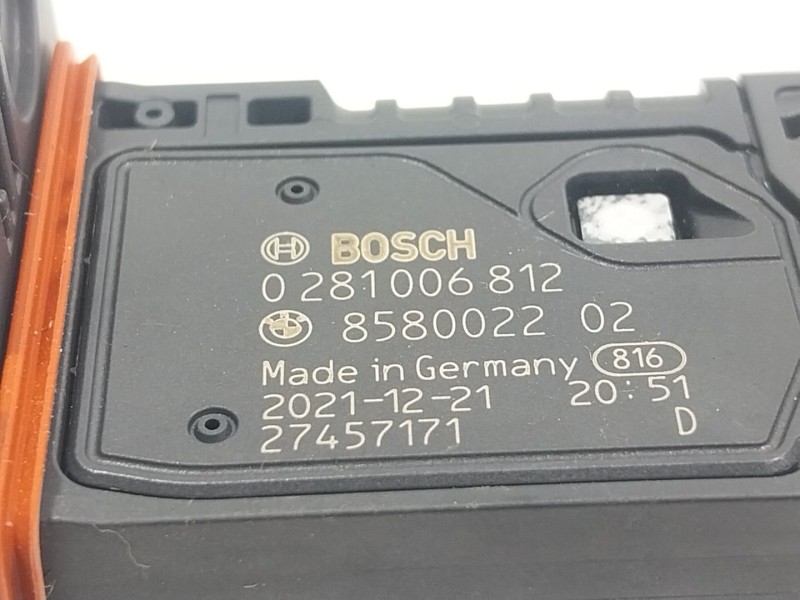 BOSCH
0 281 006 812
8580022 02
Made in Germany 816
2021-12-21 20:51
27457171 D